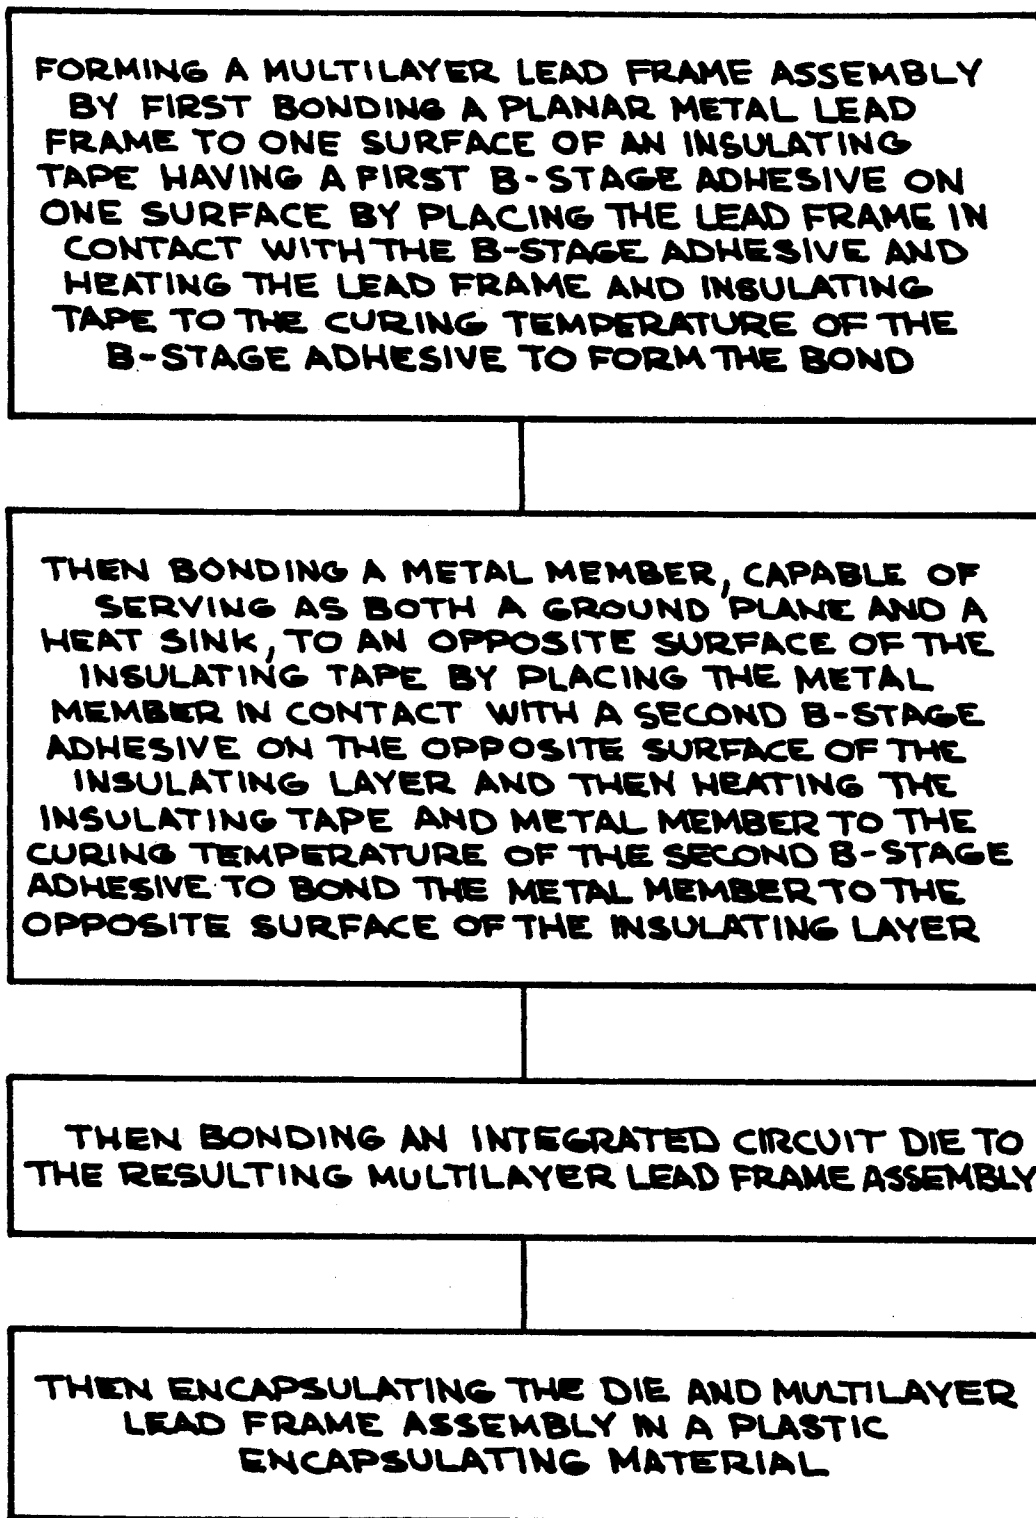 FORMING A MULTILAYER LEAD FRAME ASSEMBLY
BY FIRST BONDING A PLANAR METAL LEAD
FRAME TO ONE SURFACE OF AN INSULATING
TAPE HAVING A FIRST B-STAGE ADHESIVE ON
ONE SURFACE BY PLACING THE LEAD FRAME IN
CONTACT WITH THE B-STAGE ADHESIVE AND
HEATING THE LEAD FRAME AND INSULATING
TAPE TO THE CURING TEMPERATURE OF THE
B-STAGE ADHESIVE TO FORM THE BOND
THEN BONDING A METAL MEMBER, CAPABLE OF
SERVING AS BOTH A GROUND PLANE AND A
HEAT SINK, TO AN OPPOSITE SURFACE OF THE
INSULATING TAPE BY PLACING THE METAL
MEMBER IN CONTACT WITH A SECOND B-STAGE
ADHESIVE ON THE OPPOSITE SURFACE OF THE
INSULATING LAYER AND THEN HEATING THE
INSULATING TAPE AND METAL MEMBER TO THE
CURING TEMPERATURE OF THE SECOND B-STAGE
ADHESIVE TO BOND THE METAL MEMBER TO THE
OPPOSITE SURFACE OF THE INSULATING LAYER
THEN BONDING AN INTEGRATED CIRCUIT DIE TO
THE RESULTING MULTILAYER LEAD FRAME ASSEMBLY
THEN ENCAPSULATING THE DIE AND MULTILAYER
LEAD FRAME ASSEMBLY IN A PLASTIC
ENCAPSULATING MATERIAL